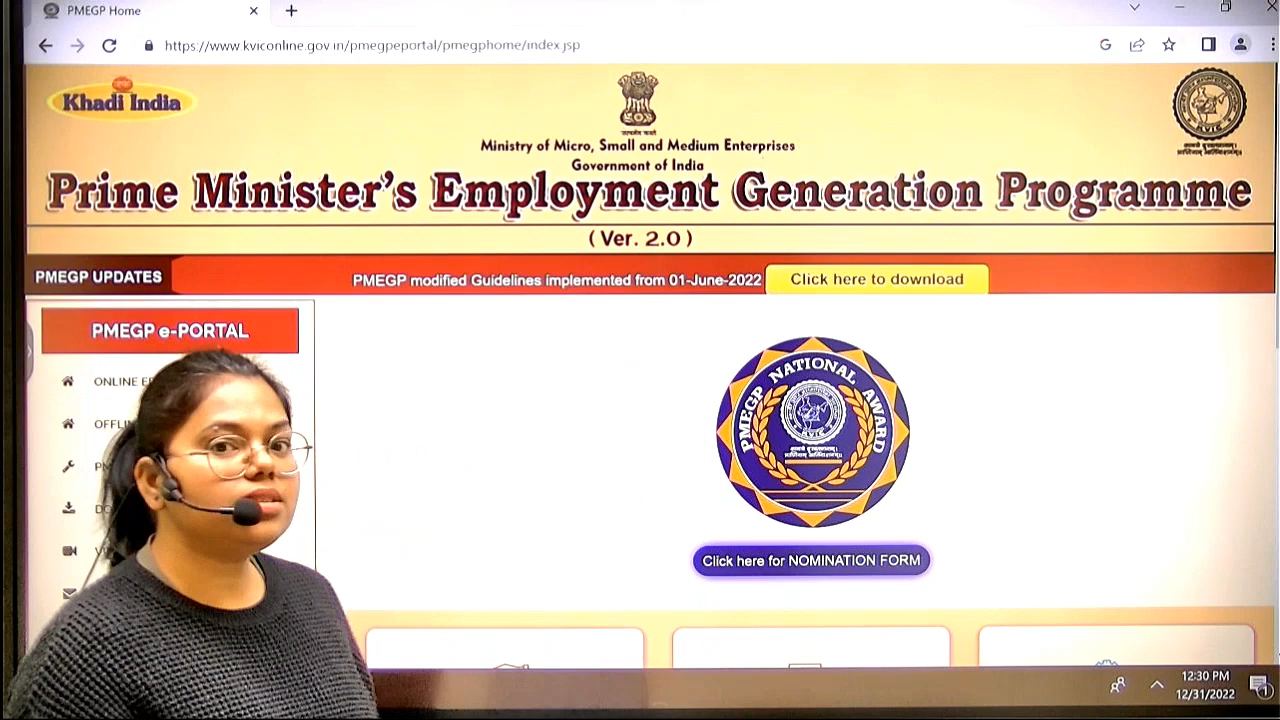 PMEGP Home
https://www.kviconline.gov.in/pmegpeportal/pmegphome/index.jsp
Khadi India
Ministry of Micro, Small and Medium Enterprises
Government of India
Prime Minister's Employment Generation Programme
( Ver. 2.0 )
PMEGP UPDATES
PMEGP modified Guidelines implemented from 01-June-2022
Click here to download
PMEGP e-PORTAL
ONLINE
PMEGP NATIONAL AWARD
KVIC
Click here for NOMINATION FORM
12:30 PM
12/31/2022